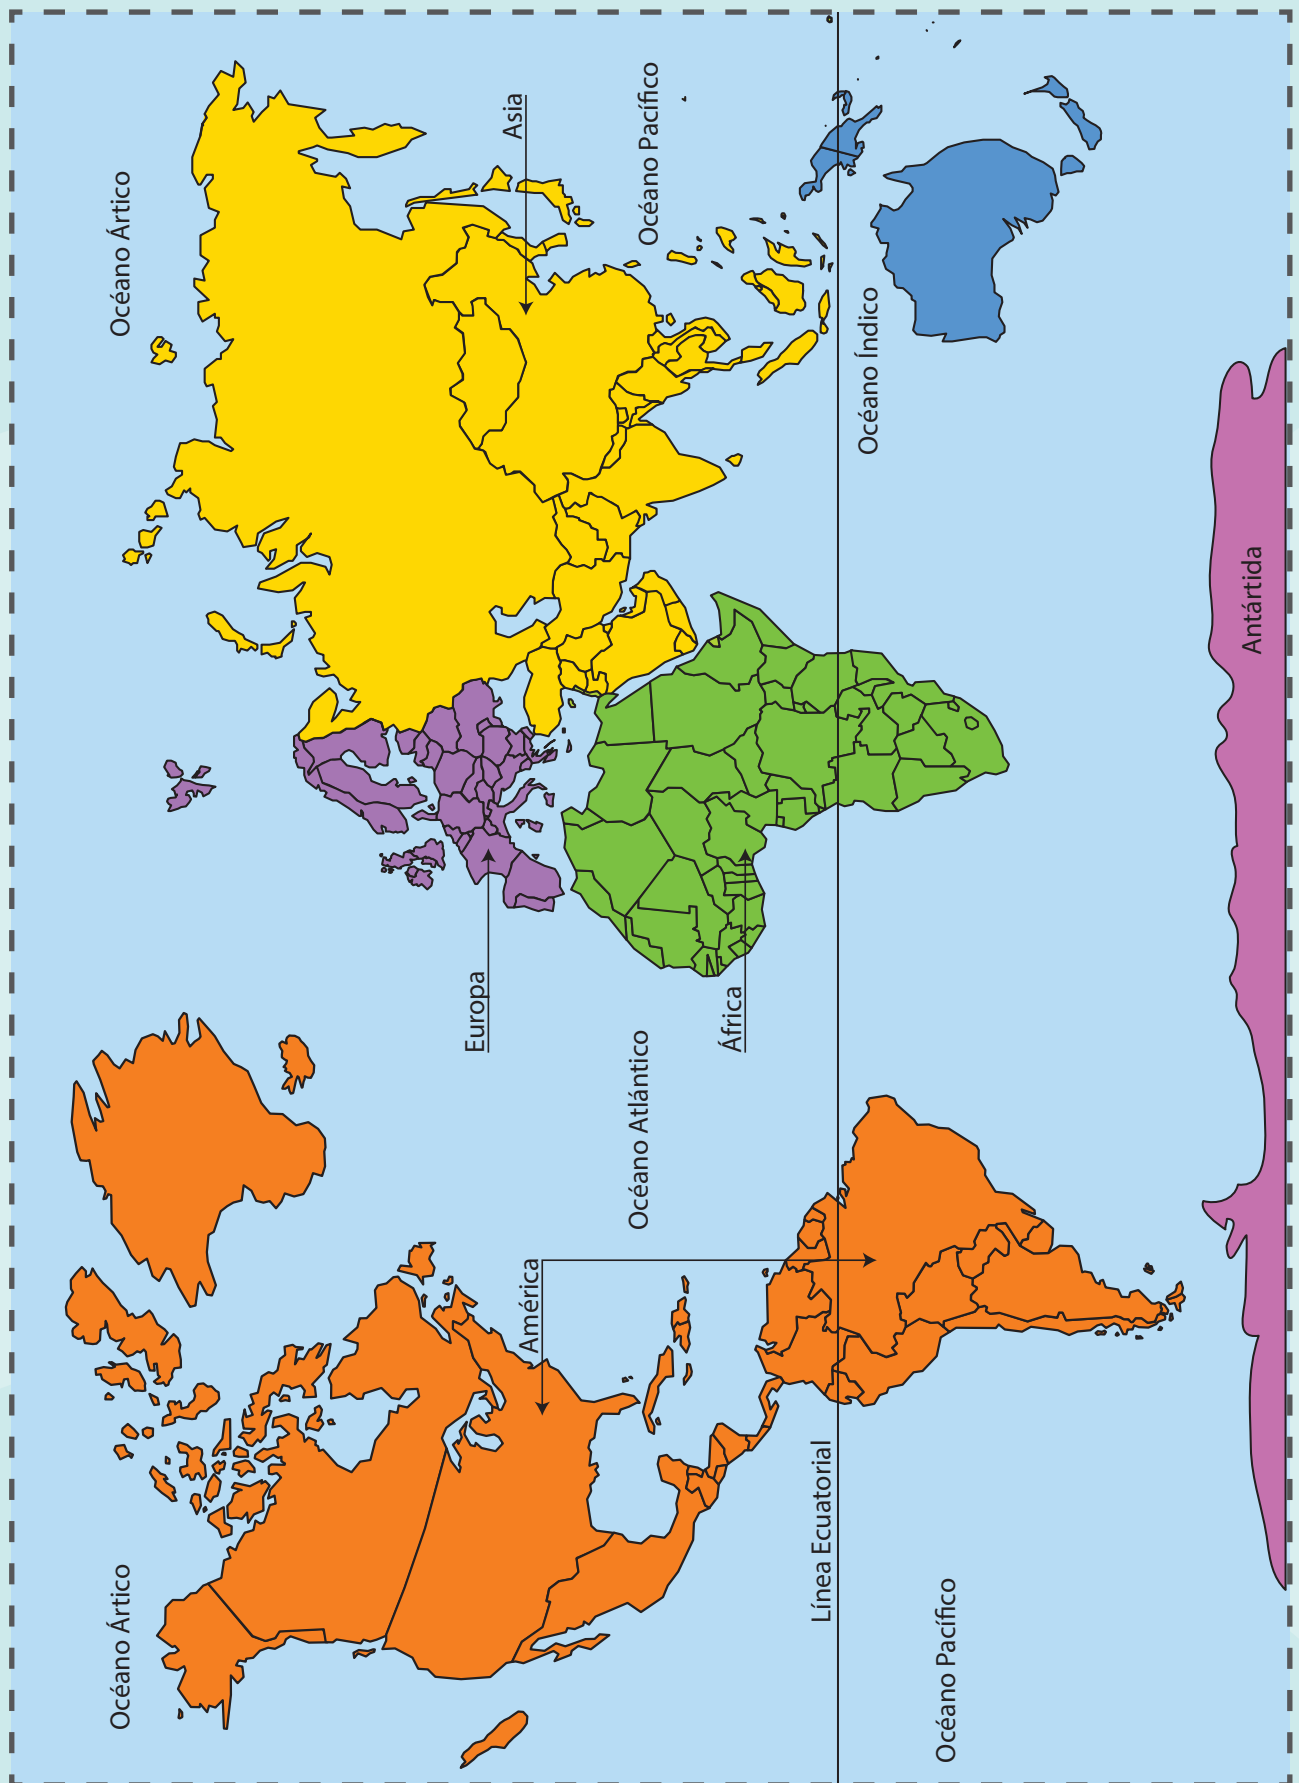 Océano Ártico
Océano Ártico
Europa
Asia
América
Océano Atlántico
Océano Pacífico
África
Línea Ecuatorial
Océano Índico
Océano Pacífico
Antártida